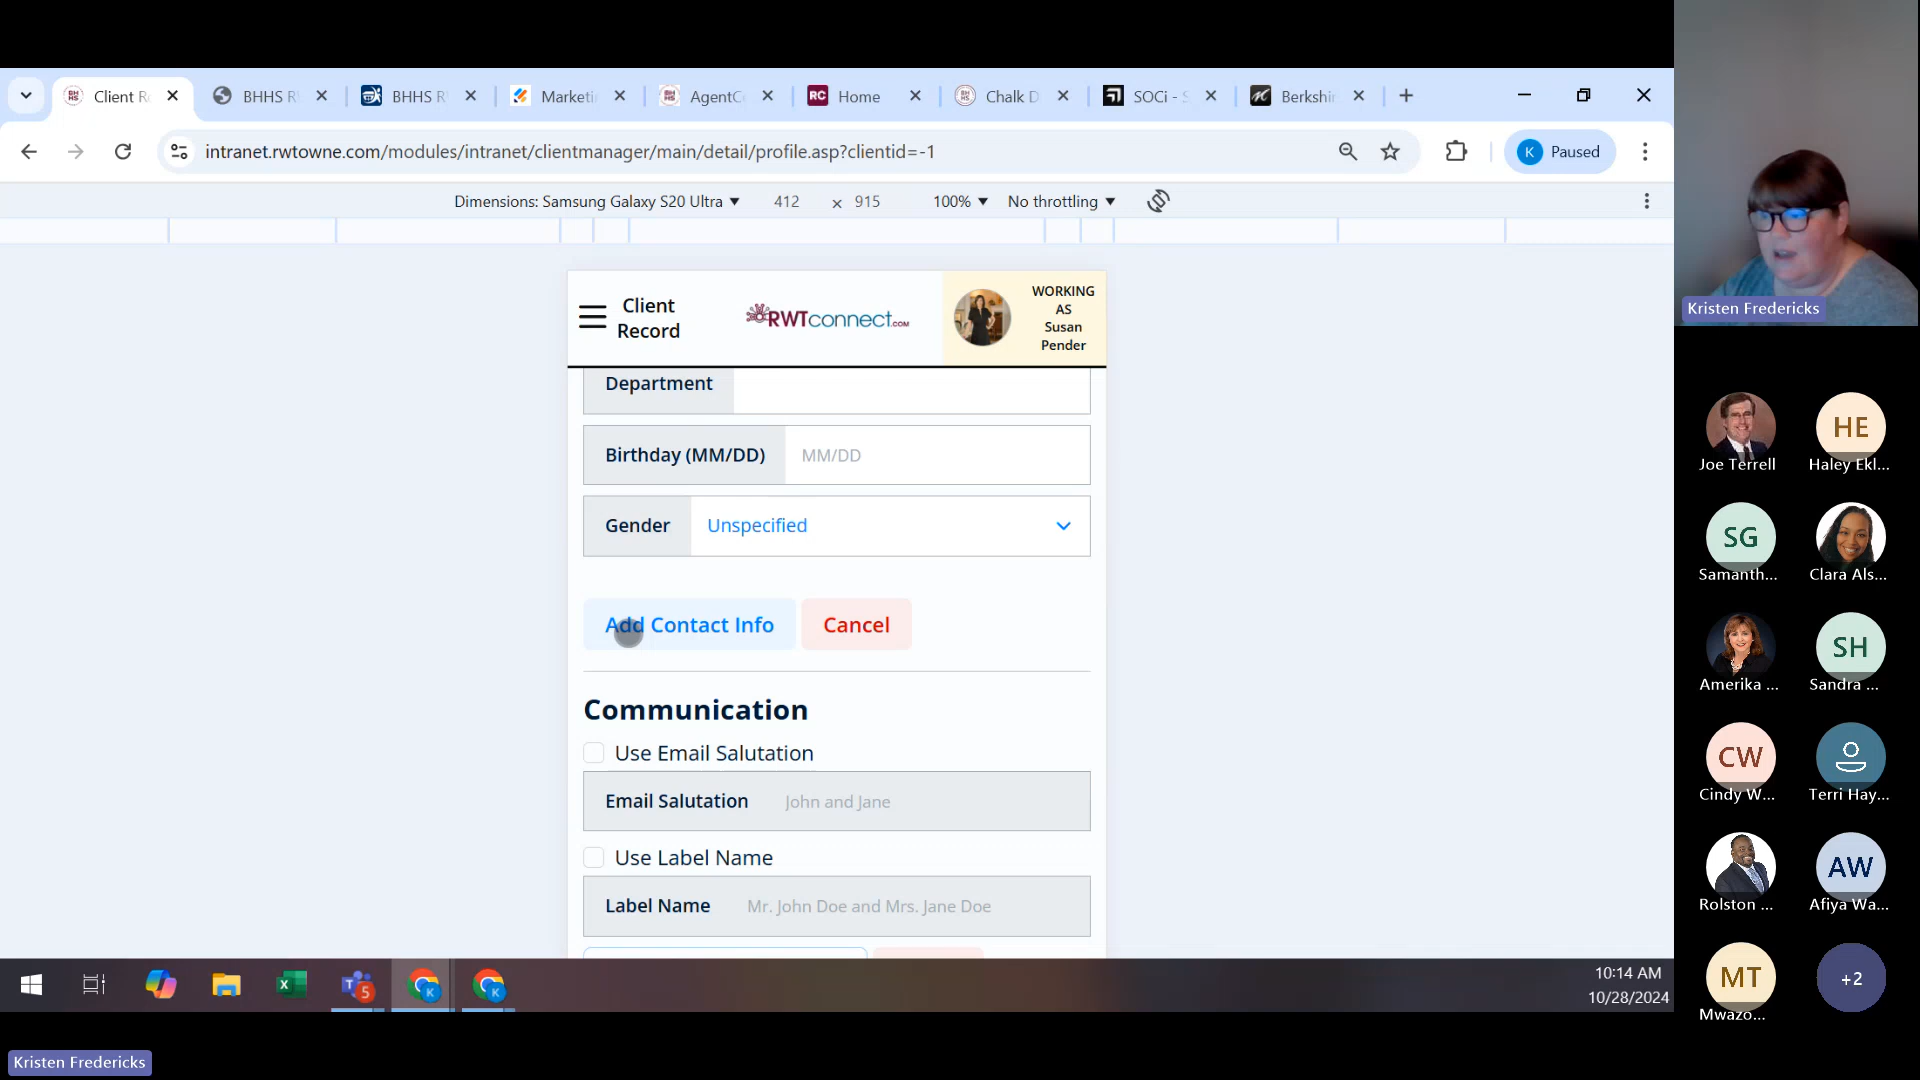 Client R
BHHS R
BHHS R
Marketi
AgentC
RC
Home
Chalk D
SOCi - S
Berkshir
intranet.rwtowne.com/modules/intranet/clientmanager/main/detail/profile.asp?clientid=-1
K
Paused
Dimensions: Samsung Galaxy S20 Ultra
412
x
915
100%
No throttling
Client
Record
RWTconnect.COM
WORKING
AS
Susan
Pender
Department
Birthday (MM/DD)
MM/DD
Gender
Unspecified
Add Contact Info
Cancel
Communication
Use Email Salutation
Email Salutation
John and Jane
Use Label Name
Label Name
Mr. John Doe and Mrs. Jane Doe
5
K
K
10:14 AM
10/28/2024
Kristen Fredericks
Joe Terrell
HE
Haley Ekl...
SG
Samanth...
Clara Als...
Amerika ...
SH
Sandra ...
CW
Cindy W...
Terri Hay...
Rolston ...
AW
Afiya Wa...
MT
Mwazo...
+2
Kristen Fredericks